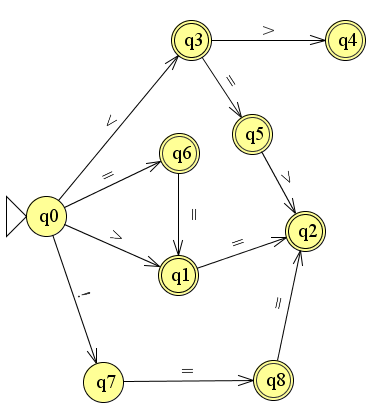 q3
>
q4
<
=
q5
q6
=
>
q0
=
>
=
q2
q1
!
=
q7
=
q8